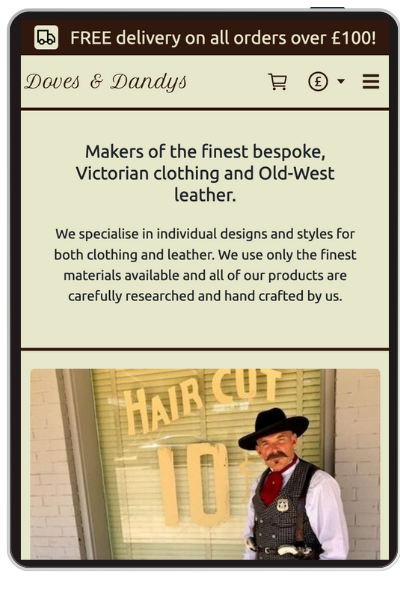 FREE delivery on all orders over £100!
Doves & Dandys
£
Makers of the finest bespoke,
Victorian clothing and Old-West
leather.
We specialise in individual designs and styles for
both clothing and leather. We use only the finest
materials available and all of our products are
carefully researched and hand crafted by us.
HAIR CUT
10